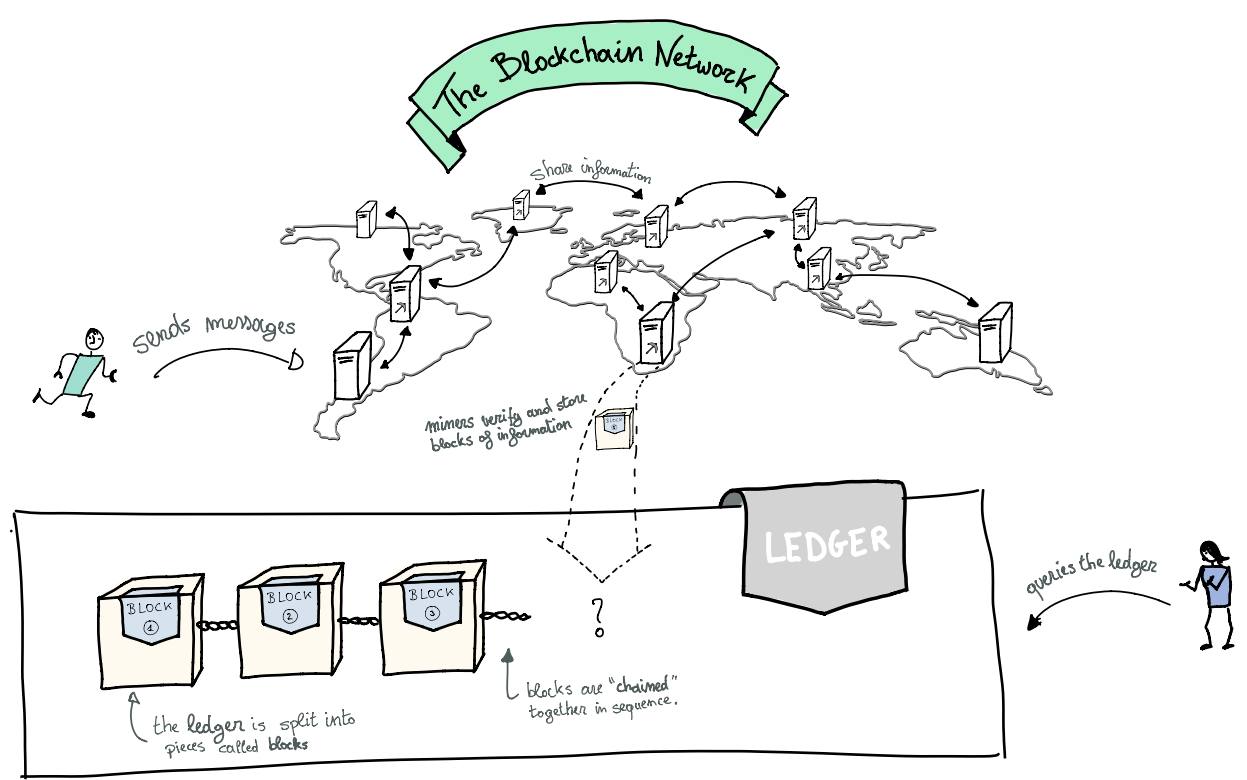 The Blockchain Network
share information
sends messages
miners verify and store
blocks of information
BLOCK
LEDGER
queries the ledger
BLOCK
1
BLOCK
2
BLOCK
3
?
blocks are "chained"
together in sequence.
the ledger is split into
pieces called blocks